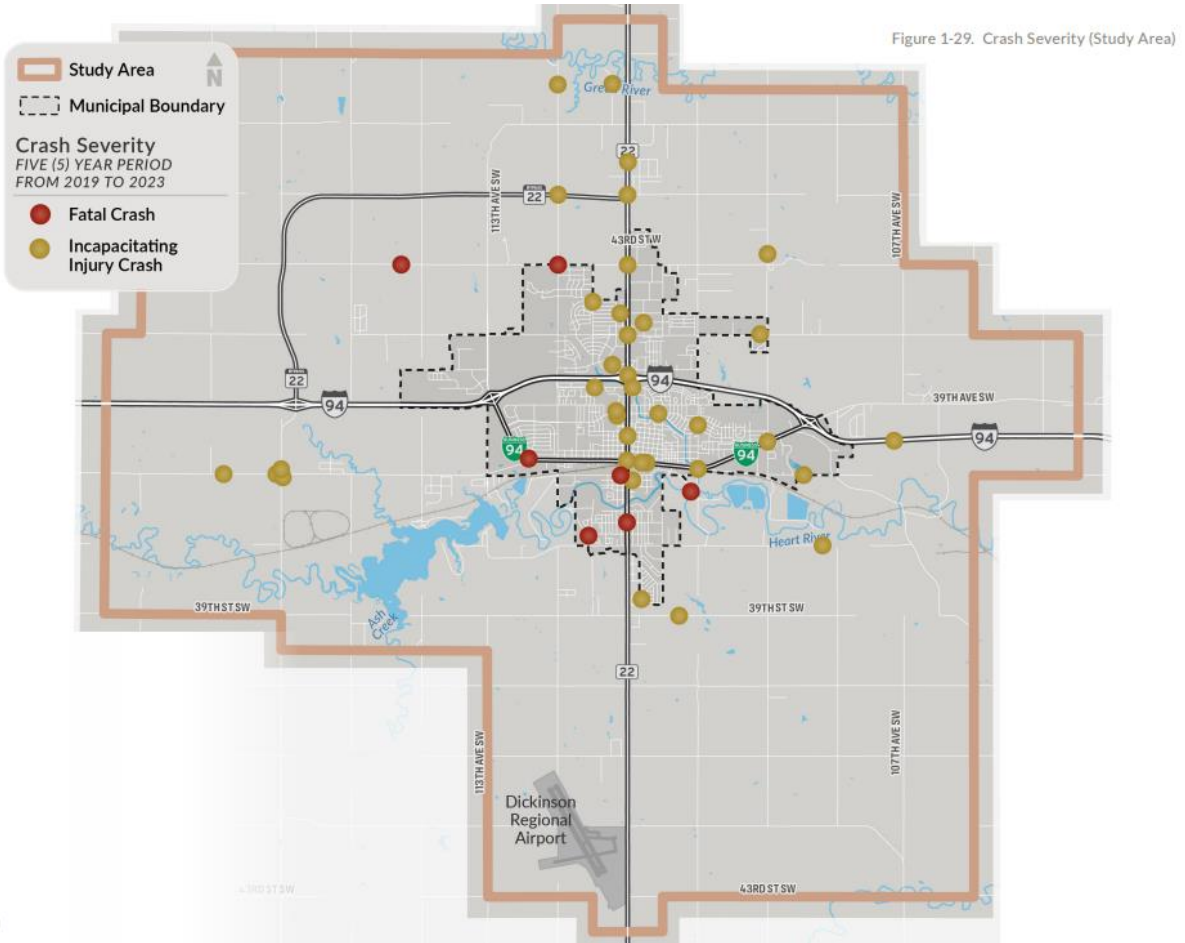 Figure 1-29. Crash Severity (Study Area)
Study Area
N
Municipal Boundary
Crash Severity
FIVE (5) YEAR PERIOD
FROM 2019 TO 2023
Fatal Crash
Incapacitating
Injury Crash
Green River
22
22
113TH AVE SW
107TH AVE SW
43RD ST W
22
94
94
39TH AVE SW
94
94
94
Heart River
39TH ST SW
Ash
Creek
39TH ST SW
22
113TH AVE SW
107TH AVE SW
Dickinson
Regional
Airport
43RD ST SW
43RD ST SW